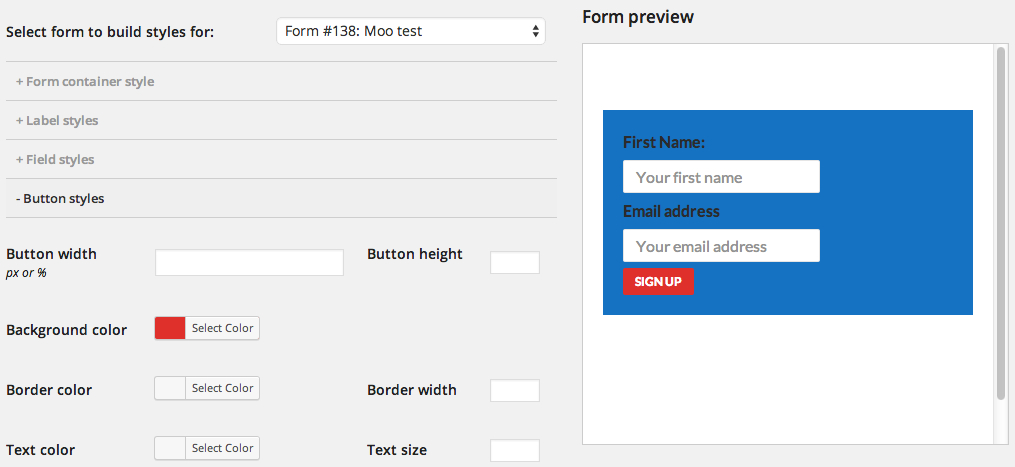 Select form to build styles for:
Form #138: Moo test
+ Form container style
+ Label styles
+ Field styles
- Button styles
Button width
px or %
Button height
Background color
Select Color
Border color
Select Color
Border width
Text color
Select Color
Text size
Form preview
First Name:
Your first name
Email address
Your email address
SIGN UP